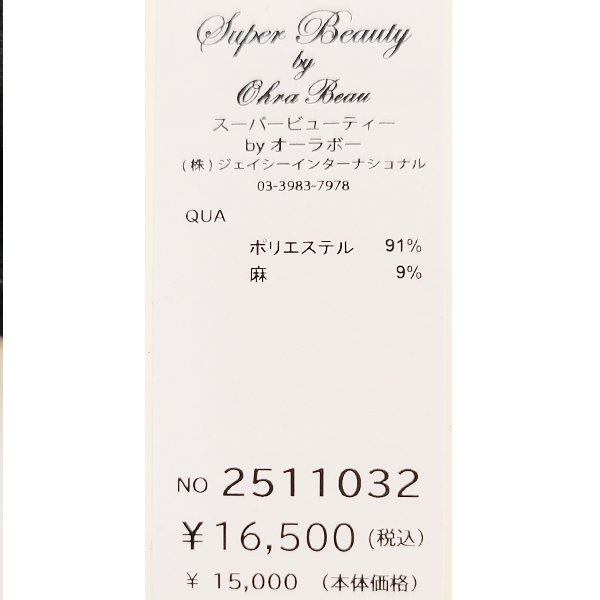 Super Beauty
by
Ohra Beau
スーパービューティー
by オーラボー
(株)ジェイシーインターナショナル
03-3983-7978
QUA
ポリエステル 91%
麻 9%
NO 2511032
¥16,500(税込)
¥ 15,000 (本体価格)